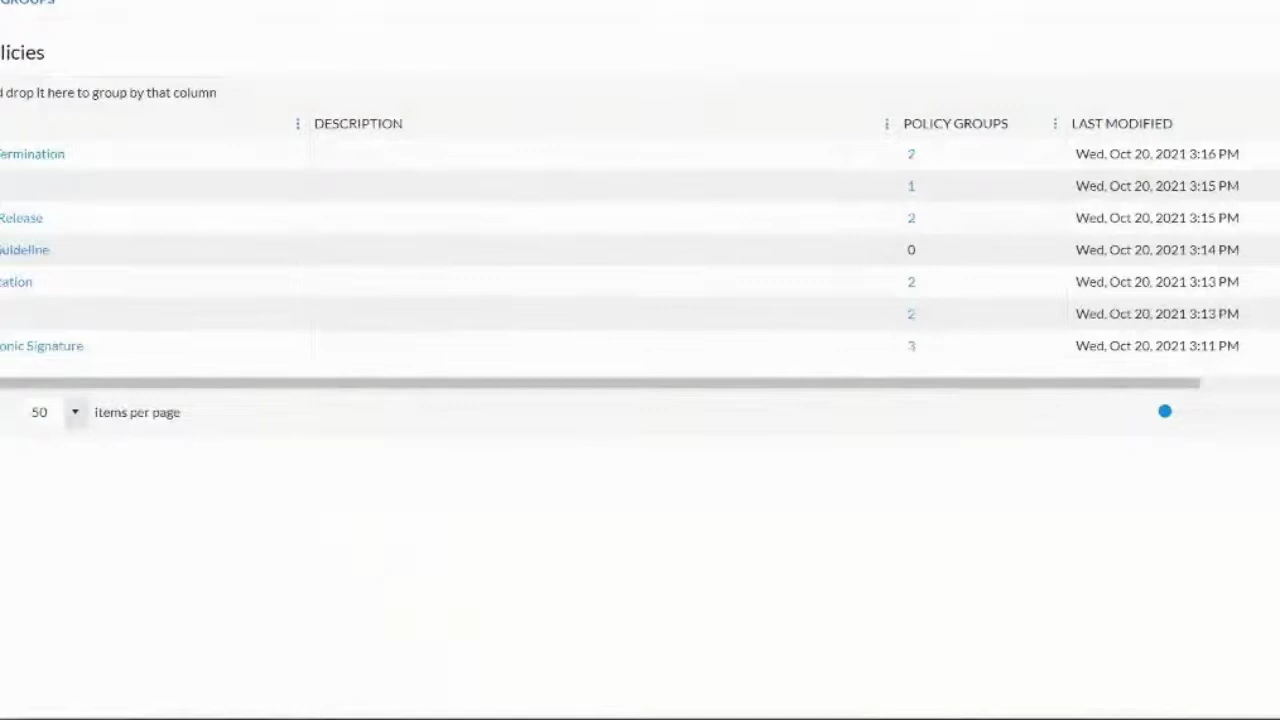 GROUPS
licies
d drop it here to group by that column
DESCRIPTION POLICY GROUPS LAST MODIFIED
ermination 2 Wed, Oct 20, 2021 3:16 PM
1 Wed, Oct 20, 2021 3:15 PM
Release 2 Wed, Oct 20, 2021 3:15 PM
Guideline 0 Wed, Oct 20, 2021 3:14 PM
cation 2 Wed, Oct 20, 2021 3:13 PM
2 Wed, Oct 20, 2021 3:13 PM
onic Signature 3 Wed, Oct 20, 2021 3:11 PM
50 items per page